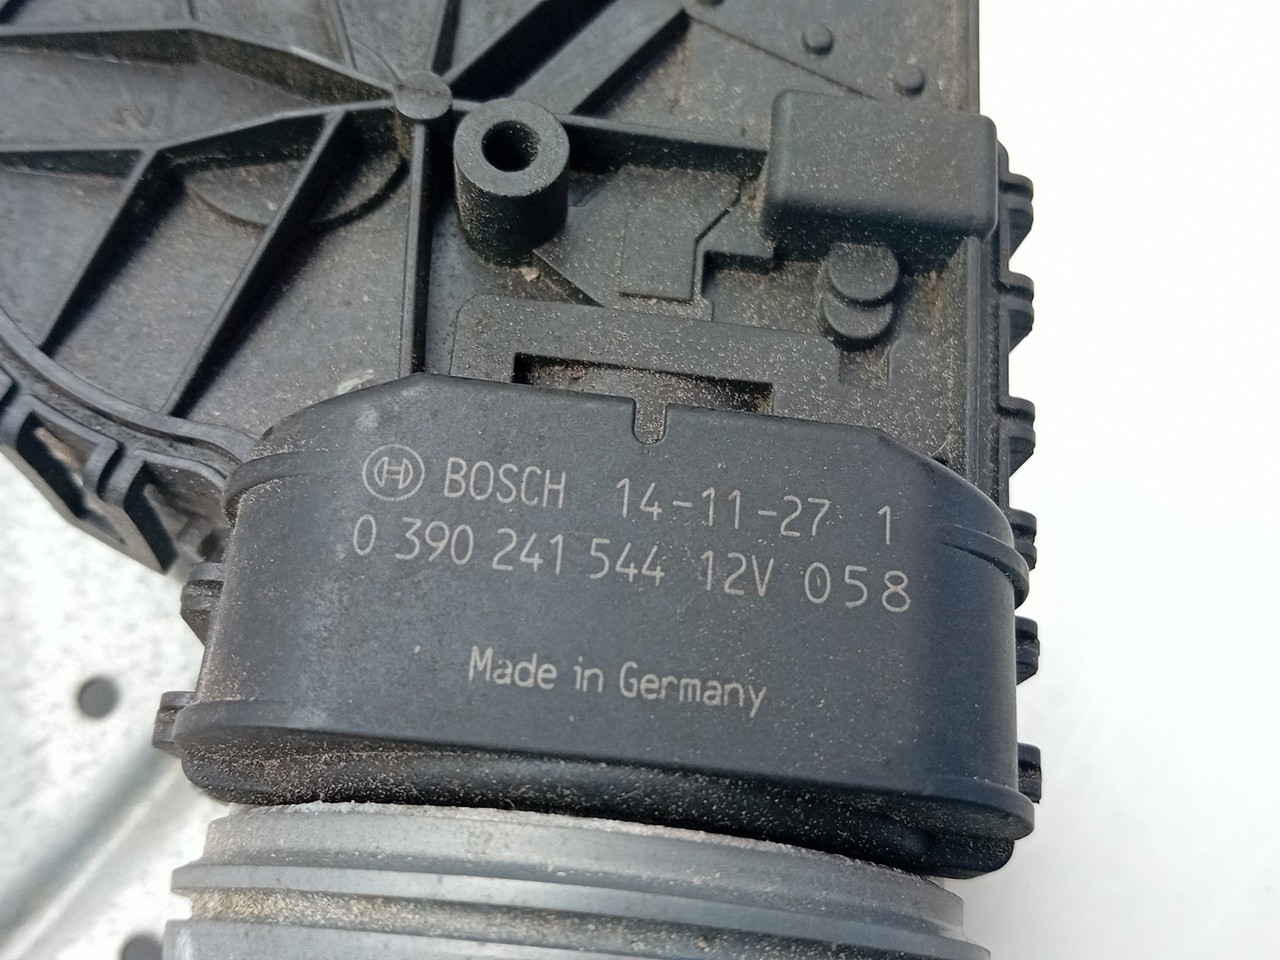 BOSCH 14-11-27 1
0 390 241 544 12V 058
Made in Germany